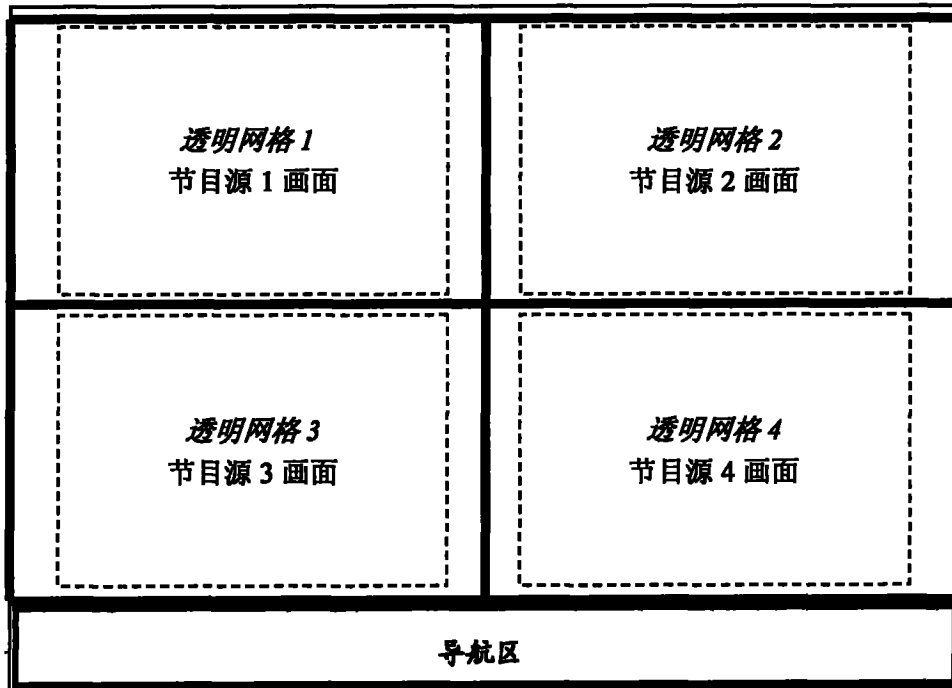 透明网格 1
节目源 1 画面
透明网格 2
节目源 2 画面
透明网格 3
节目源 3 画面
透明网格 4
节目源 4 画面
导航区